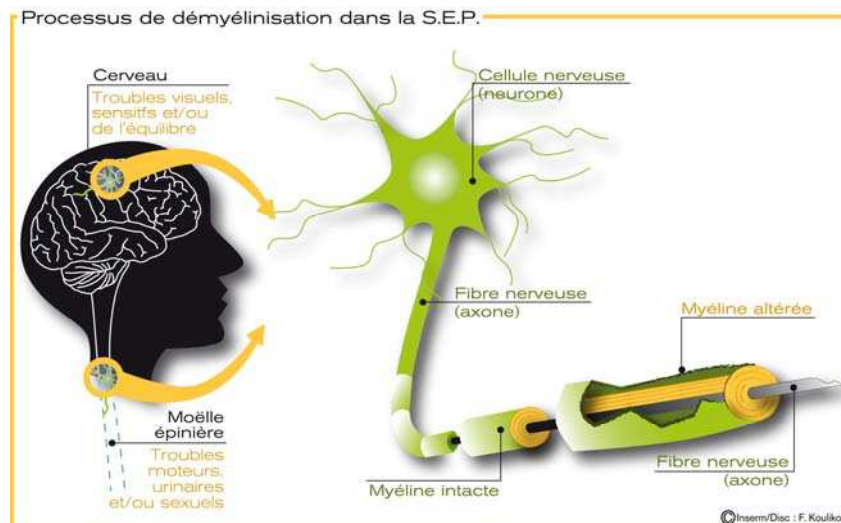 Processus de démyélinisation dans la S.E.P.
Cerveau
Troubles visuels,
sensitfs et/ou
de l'équilibre
Cellule nerveuse
(neurone)
Fibre nerveuse
(axone)
Myéline altérée
Moëlle
épinière
Troubles
moteurs,
urinaires
et/ou sexuels
Myéline intacte
Fibre nerveuse
(axone)
©Inserm/Disc : F. Koulikoff